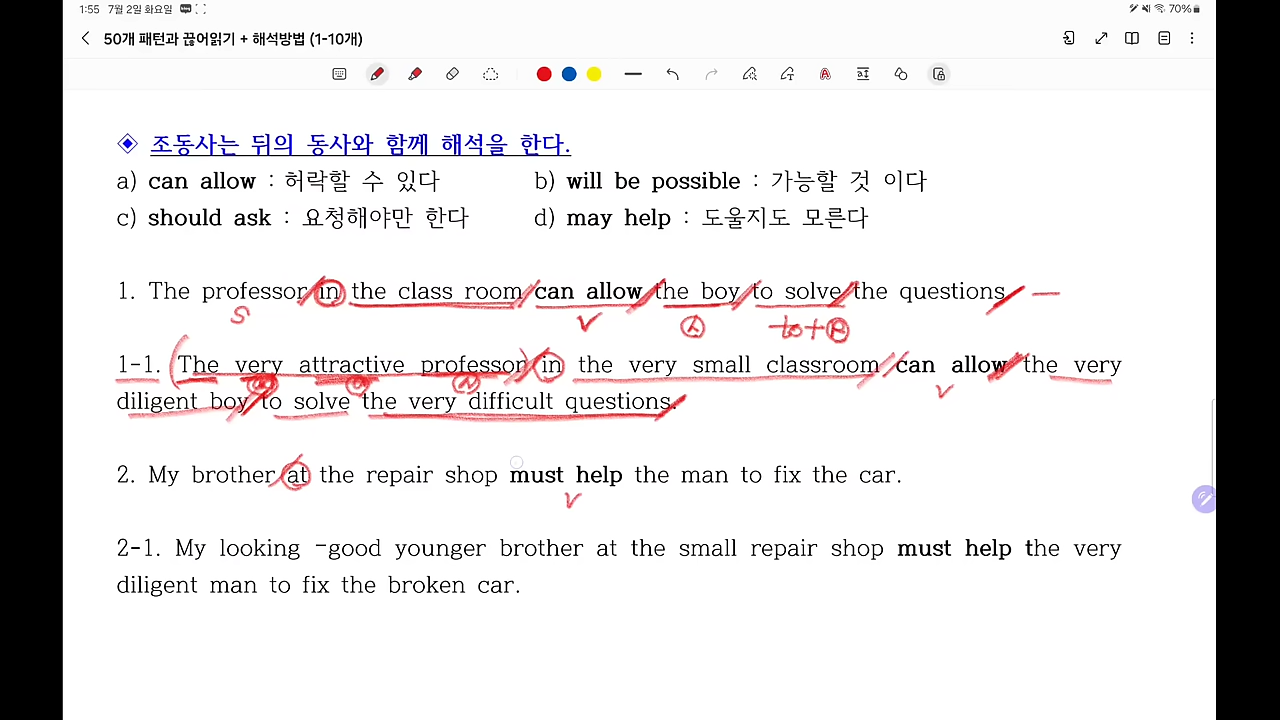 1:55 7월 2일 화요일 70%
50개 패턴과 끊어읽기 + 해석방법 (1-10개)
◈ 조동사는 뒤의 동사와 함께 해석을 한다.
a) can allow : 허락할 수 있다 b) will be possible : 가능할 것 이다
c) should ask : 요청해야만 한다 d) may help : 도울지도 모른다
1. The professor in the class room can allow the boy to solve the questions
S V to+
1-1. The very attractive professor in the very small classroom can allow the very
V
diligent boy to solve the very difficult questions.
2. My brother at the repair shop must help the man to fix the car.
V
2-1. My looking -good younger brother at the small repair shop must help the very
diligent man to fix the broken car.